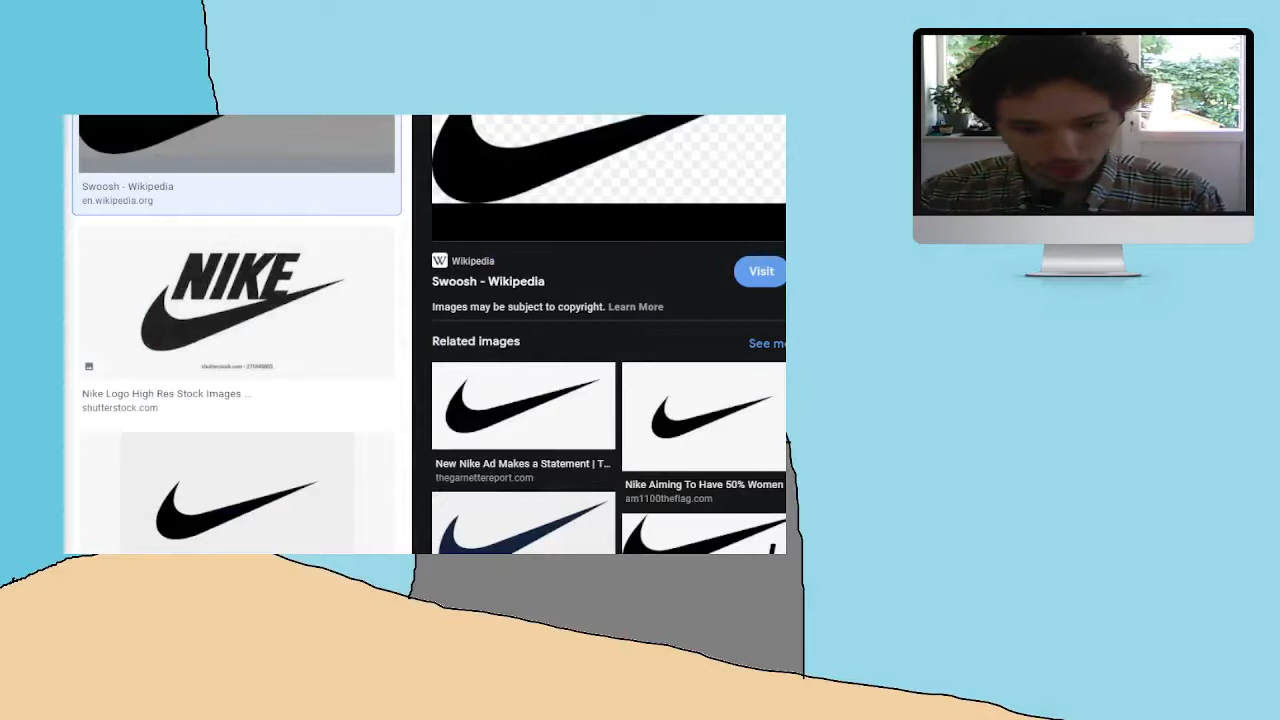 Swoosh - Wikipedia
en.wikipedia.org
NIKE
Nike Logo High Res Stock Images ...
shutterstock.com
W Wikipedia
Swoosh - Wikipedia
Visit
Images may be subject to copyright. Learn More
Related images
See mo
New Nike Ad Makes a Statement | T...
thegarnettereport.com
Nike Aiming To Have 50% Women
am1100theflag.com